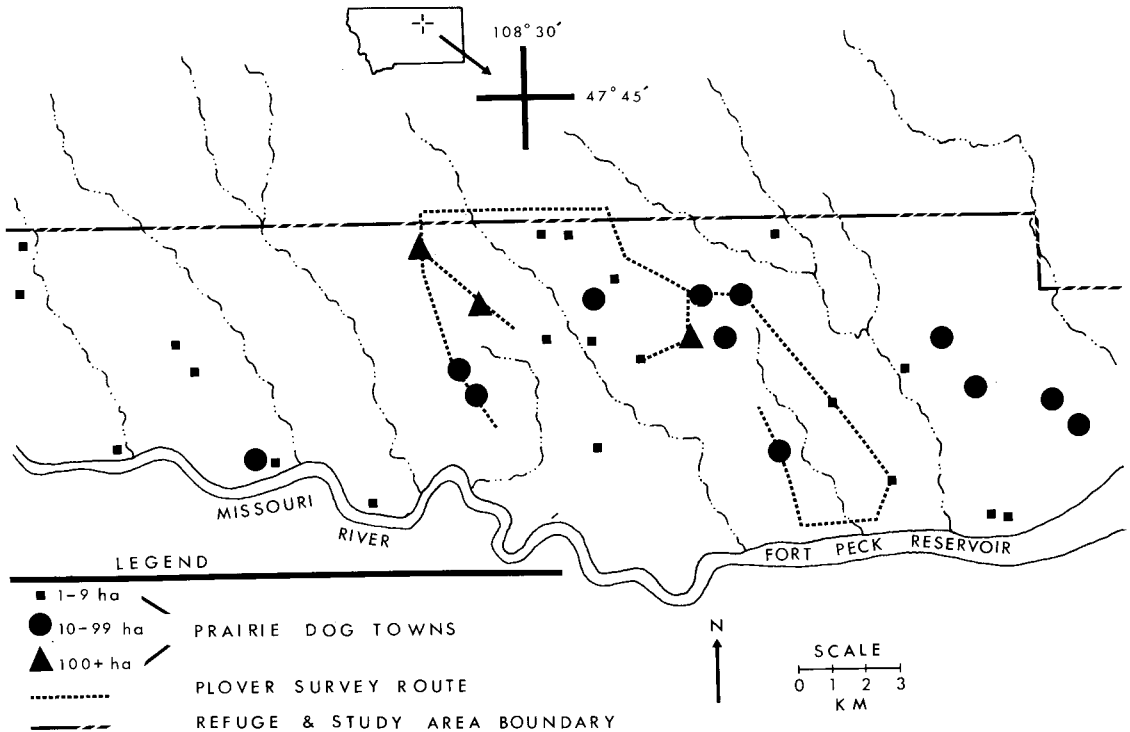 108° 30´
47° 45´
MISSOURI
RIVER
FORT PECK RESERVOIR
LEGEND
1-9 ha
10-99 ha
100+ ha
PRAIRIE DOG TOWNS
PLOVER SURVEY ROUTE
REFUGE & STUDY AREA BOUNDARY
N
SCALE
0 1 2 3
KM